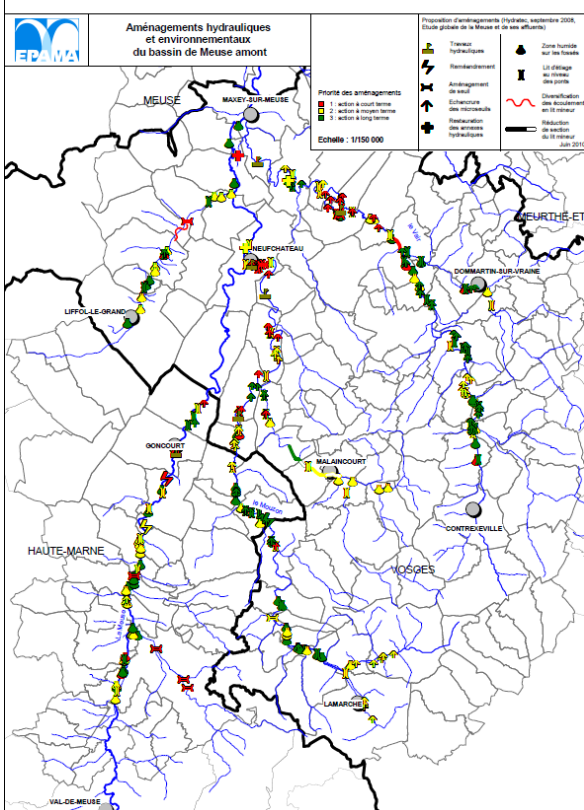 EPAMA
Aménagements hydrauliques
et environnementaux
du bassin de Meuse amont
Priorité des aménagements
1 : action à court terme
2 : action à moyen terme
3 : action à long terme
Echelle : 1/150 000
Proposition d'aménagements (Hydratec, septembre 2008,
Etude globale de la Meuse et de ses affluents)
Travaux
hydrauliques
Reméandrement
Aménagement
de seuil
Echancrure
des microseuils
Restauration
des annexes
hydrauliques
Zone humide
sur les fossés
Lit d'étiage
au niveau
des ponts
Diversification
des écoulements
en lit mineur
Réduction
de section
du lit mineur
Juin 2010
MEUSE
MAXEY-SUR-MEUSE
MEURTHE-ET
le Vair
NEUFCHATEAU
DOMMARTIN-SUR-VRAINE
LIFFOL-LE-GRAND
GONCOURT
MALAINCOURT
le Mouzon
CONTREXEVILLE
HAUTE-MARNE
VOSGES
La Meuse
LAMARCHE
VAL-DE-MEUSE